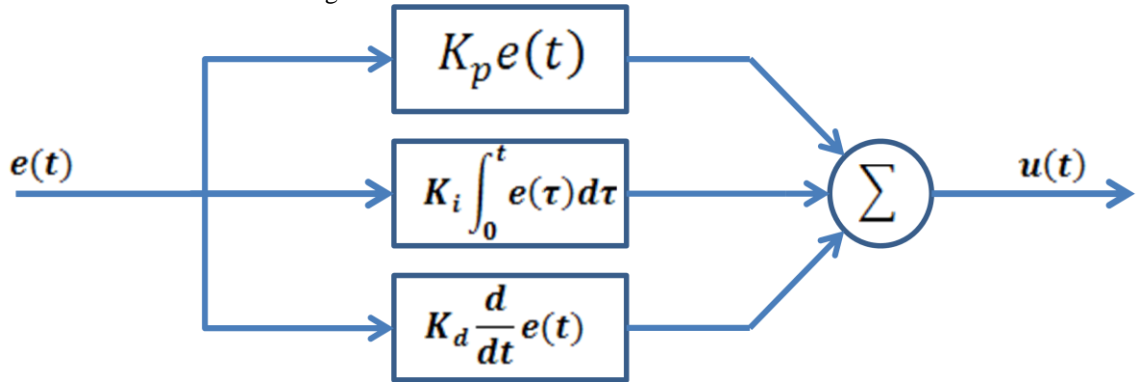 g
K_p e(t)
e(t)
K_i ∫_0^t e(τ)dτ
∑
u(t)
K_d d/dt e(t)